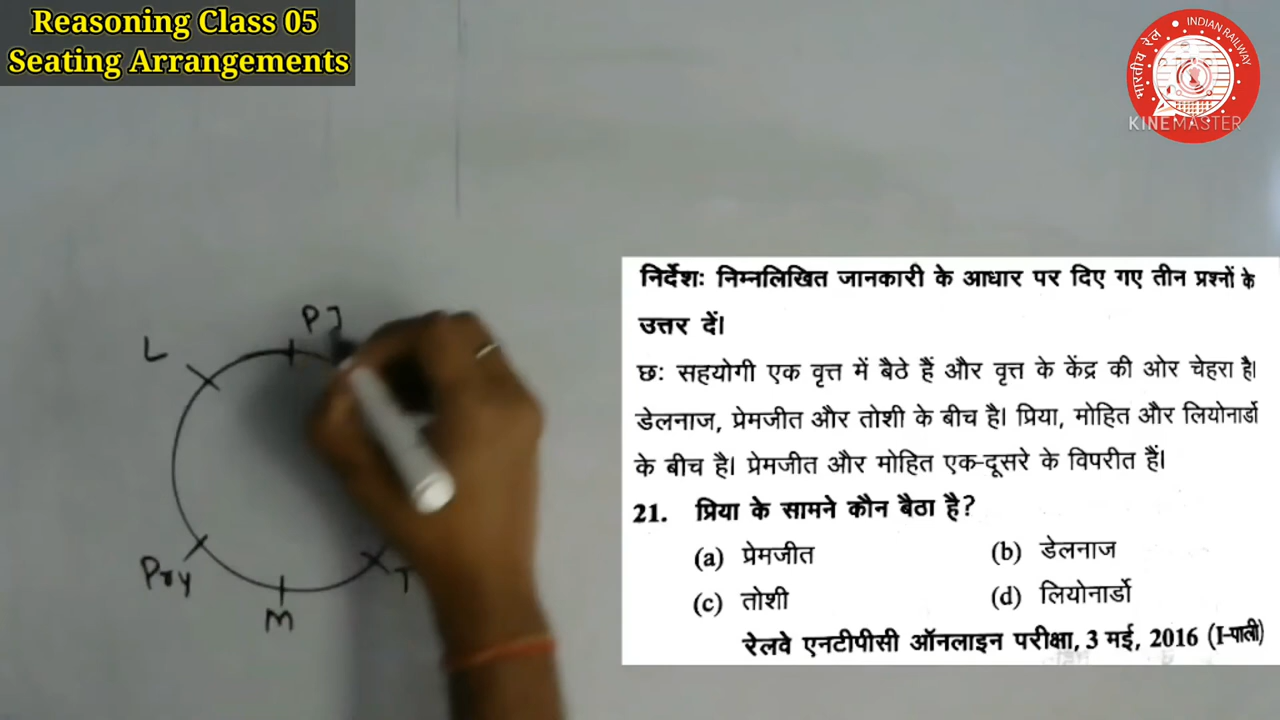 Reasoning Class 05
Seating Arrangements
भारतीय रेल
INDIAN RAILWAY
KINEMASTER
PJ
L
Pry
M
T
निर्देशः निम्नलिखित जानकारी के आधार पर दिए गए तीन प्रश्नों के
उत्तर दें।
छः सहयोगी एक वृत्त में बैठे हैं और वृत्त के केंद्र की ओर चेहरा है।
डेलनाज, प्रेमजीत और तोशी के बीच है। प्रिया, मोहित और लियोनार्डो
के बीच है। प्रेमजीत और मोहित एक-दूसरे के विपरीत हैं।
21. प्रिया के सामने कौन बैठा है?
(a) प्रेमजीत (b) डेलनाज
(c) तोशी (d) लियोनार्डो
रेलवे एनटीपीसी ऑनलाइन परीक्षा, 3 मई, 2016 (I-पाली)